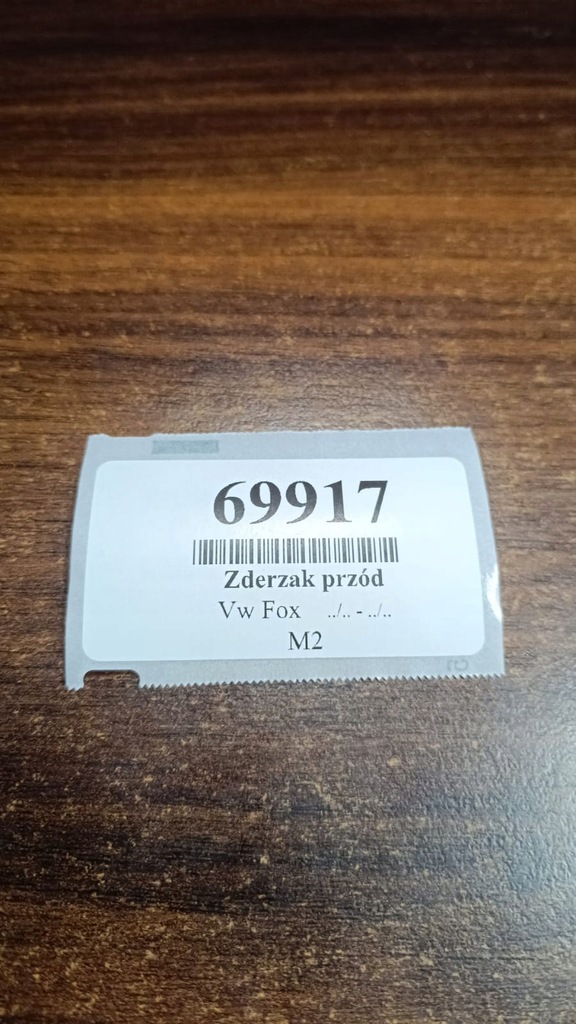 69917
Zderzak przód
Vw Fox ../.. - ../..
M2